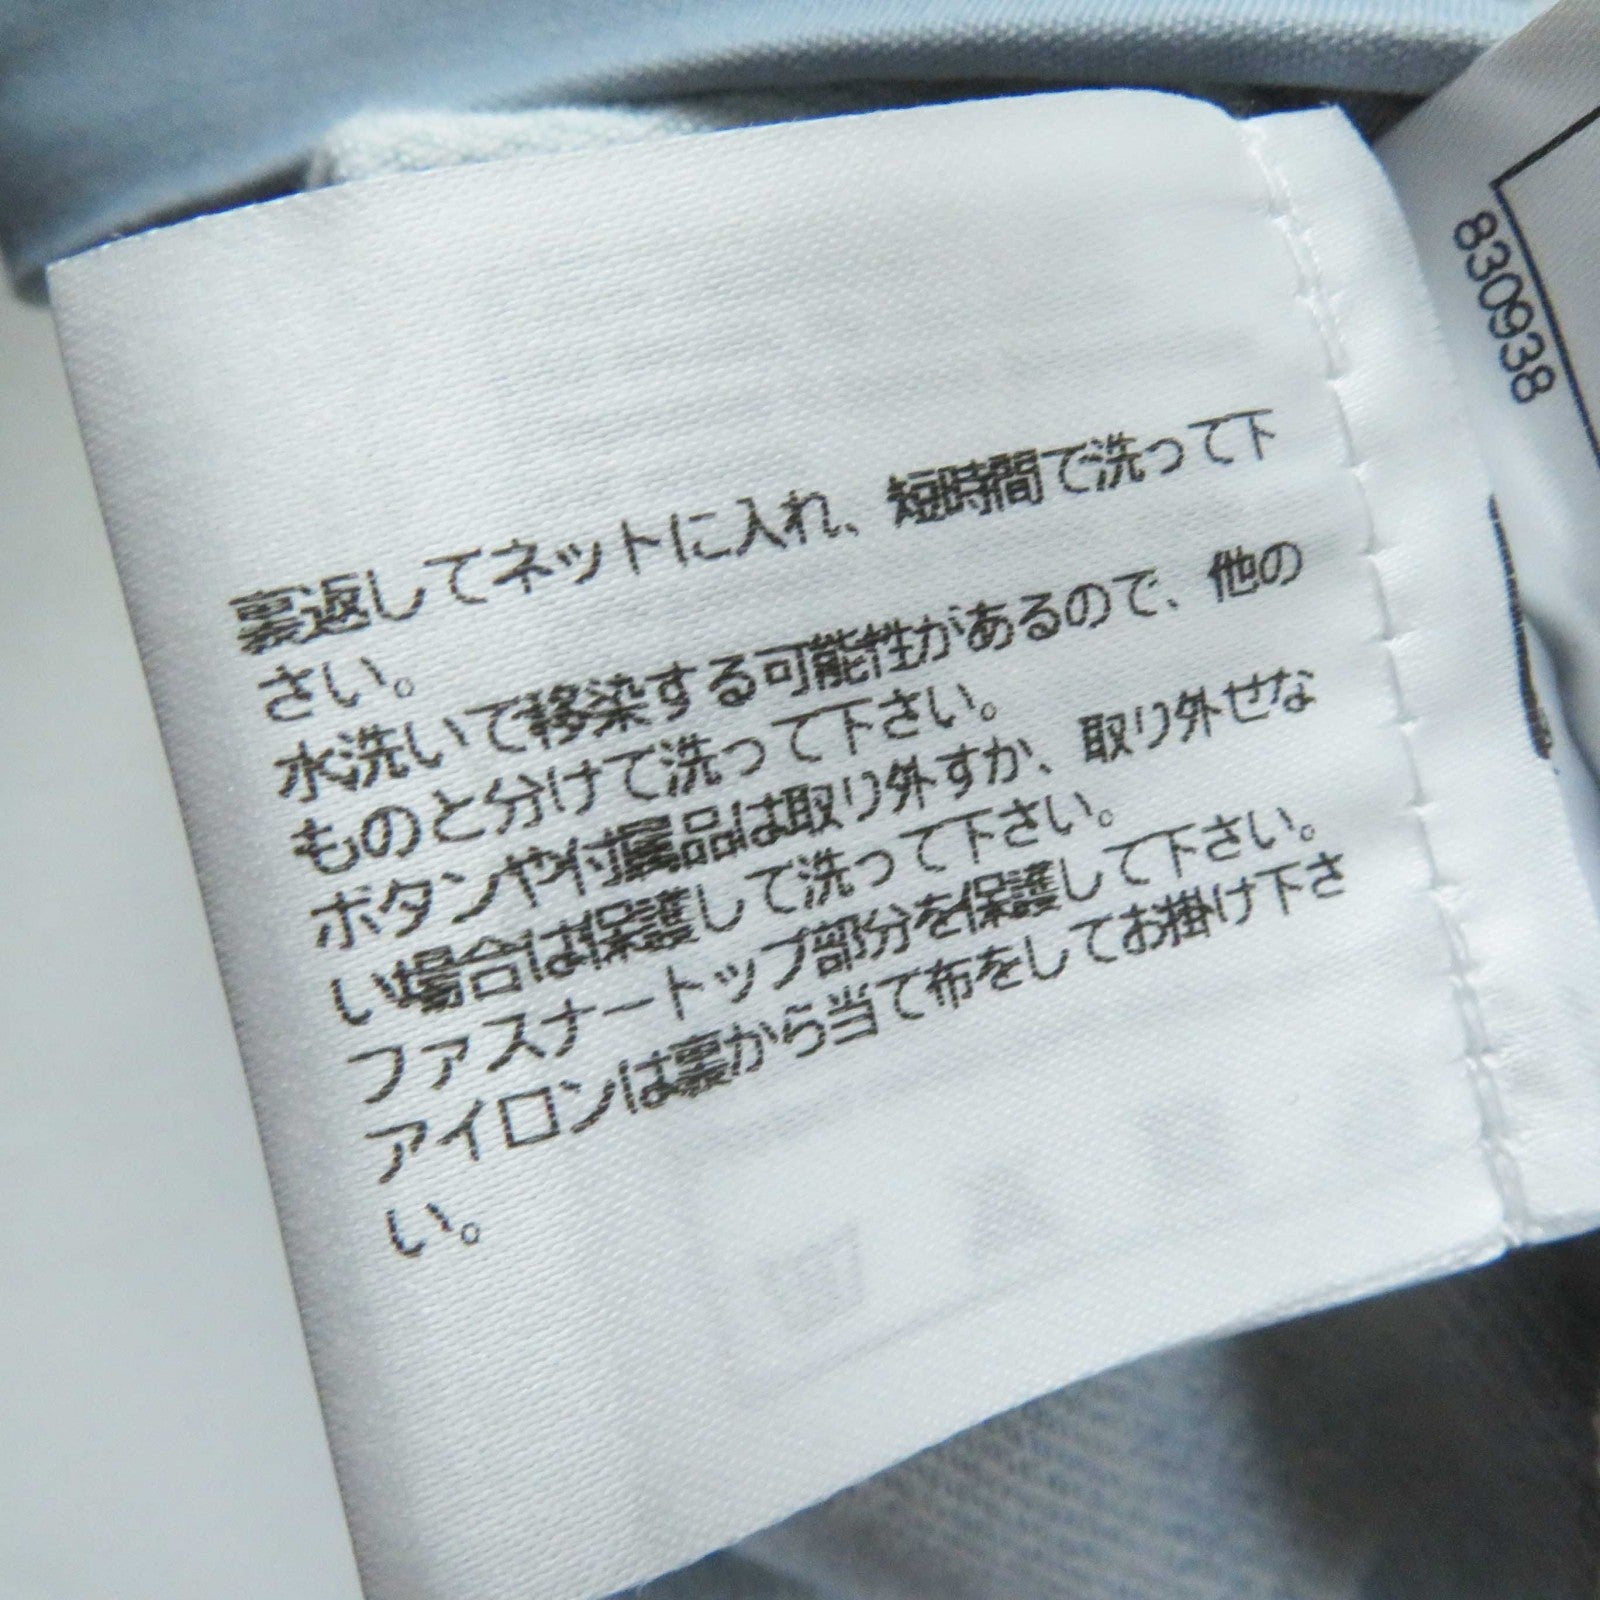 裏返してネットに入れ、短時間で洗って下
さい。
水洗いで移染する可能性があるので、他の
ものと分けて洗って下さい。
ボタンや付属品は取り外すか、取り外せな
い場合は保護して洗って下さい。
ファスナートップ部分を保護して下さい。
アイロンは裏から当て布をしてお掛け下さ
い。
830938